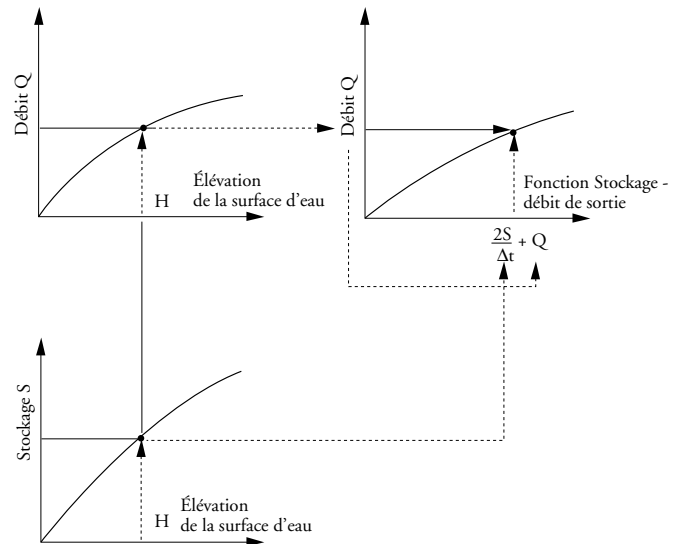 Débit Q
H
Élévation
de la surface d'eau
Débit Q
Fonction Stockage -
débit de sortie
2S
Δt
+ Q
Stockage S
H
Élévation
de la surface d'eau